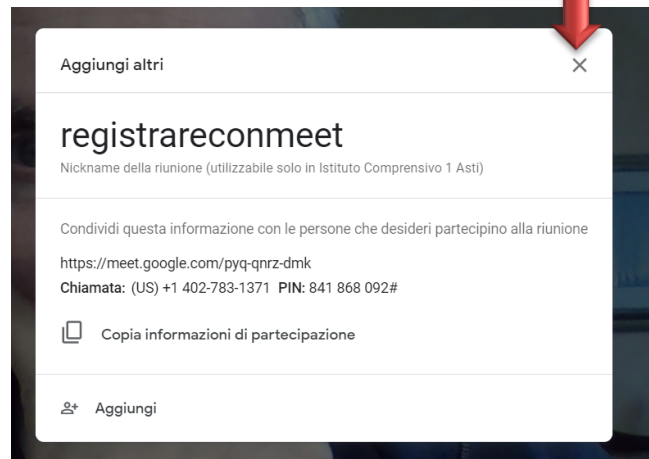 Aggiungi altri
registrareconmeet
Nickname della riunione (utilizzabile solo in Istituto Comprensivo 1 Asti)
Condividi questa informazione con le persone che desideri partecipino alla riunione
https://meet.google.com/pyq-qnrz-dmk
Chiamata: (US) +1 402-783-1371 PIN: 841 868 092#
Copia informazioni di partecipazione
Aggiungi